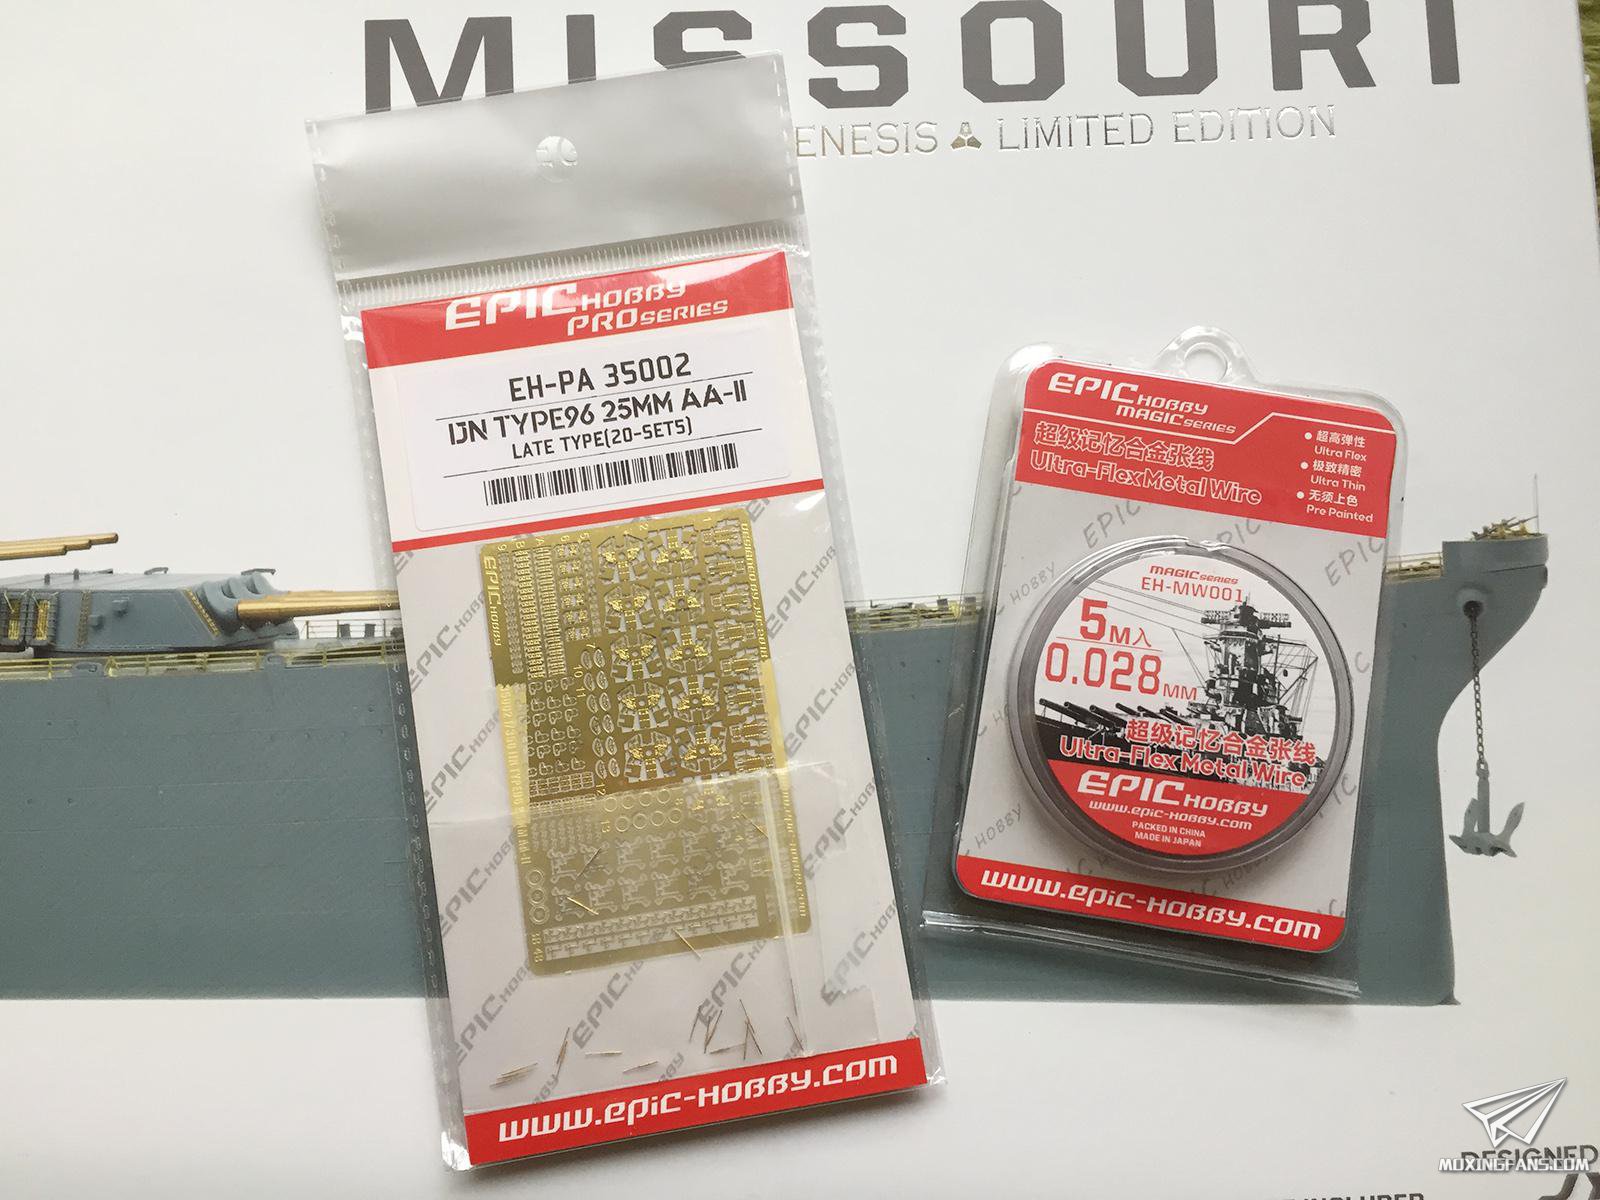 MISSOURI
ENESIS LIMITED EDITION
EPIC HOBBY
PRO SERIES
EH-PA 35002
IJN TYPE96 25MM AA-II
LATE TYPE(20-SETS)
EPIC HOBBY
www.epic-hobby.com
EPIC HOBBY
MAGIC SERIES
超级记忆合金张线
Ultra-Flex Metal Wire
• 超高弹性
Ultra Flex
• 极致精密
Ultra Thin
• 无须上色
Pre Painted
MAGIC SERIES
EH-MW001
5M入
0.028MM
超级记忆合金张线
Ultra-Flex Metal Wire
EPIC HOBBY
www.epic-hobby.com
PACKED IN CHINA
MADE IN JAPAN
www.epic-hobby.com
DESIGNED
MOXINGFANS.COM